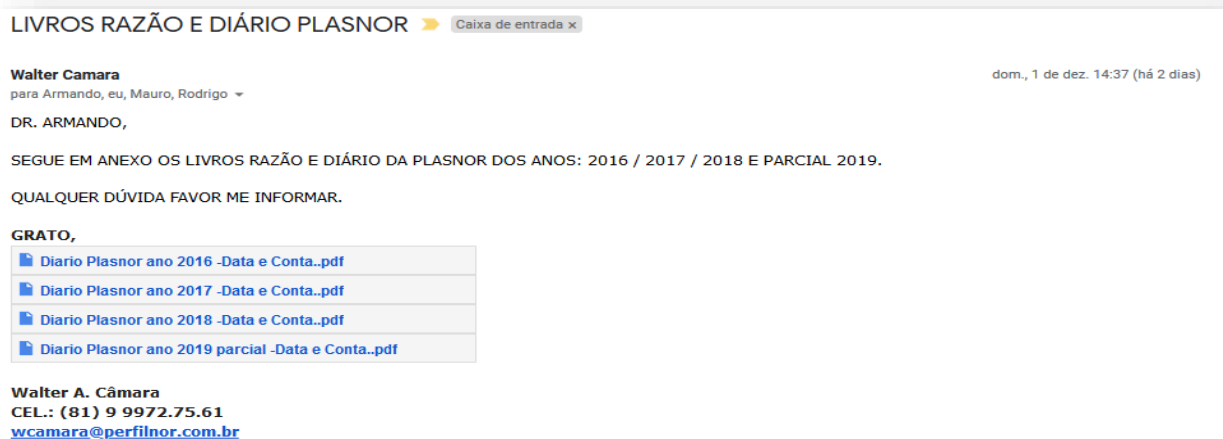 LIVROS RAZÃO E DIÁRIO PLASNOR Caixa de entrada ×
Walter Camara dom., 1 de dez. 14:37 (há 2 dias)
para Armando, eu, Mauro, Rodrigo
DR. ARMANDO,
SEGUE EM ANEXO OS LIVROS RAZÃO E DIÁRIO DA PLASNOR DOS ANOS: 2016 / 2017 / 2018 E PARCIAL 2019.
QUALQUER DÚVIDA FAVOR ME INFORMAR.
GRATO,
Diario Plasnor ano 2016 -Data e Conta..pdf
Diario Plasnor ano 2017 -Data e Conta..pdf
Diario Plasnor ano 2018 -Data e Conta..pdf
Diario Plasnor ano 2019 parcial -Data e Conta..pdf
Walter A. Câmara
CEL.: (81) 9 9972.75.61
wcamara@perfilnor.com.br